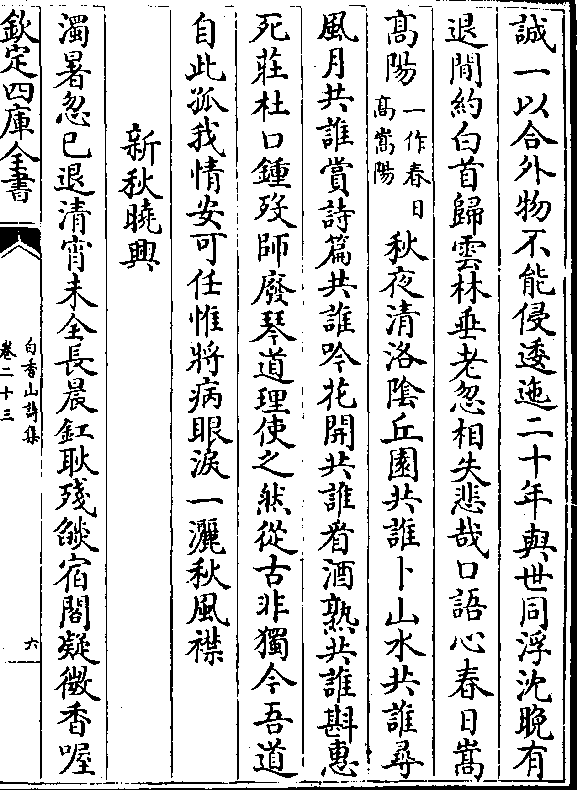 誠一以合外物不能侵逶迤二十年與世同浮沈晚有
退閒約白首歸雲林垂老忽相失悲哉口語心春日嵩
高陽一作春日高嵩陽秋夜清洛陰丘園共誰卜山水共誰尋
風月共誰賞詩篇共誰吟花開共誰看酒熟共誰斟惠
死莊杜口鍾歿師廢琴道理使之然從古非獨今吾道
自此孤我情安可任惟將病眼淚一灑秋風襟
新秋曉興
濁暑忽已退清宵未全長晨釭耿殘燄宿閤凝微香喔
欽定四庫全書
白香山詩集
卷二十三
六